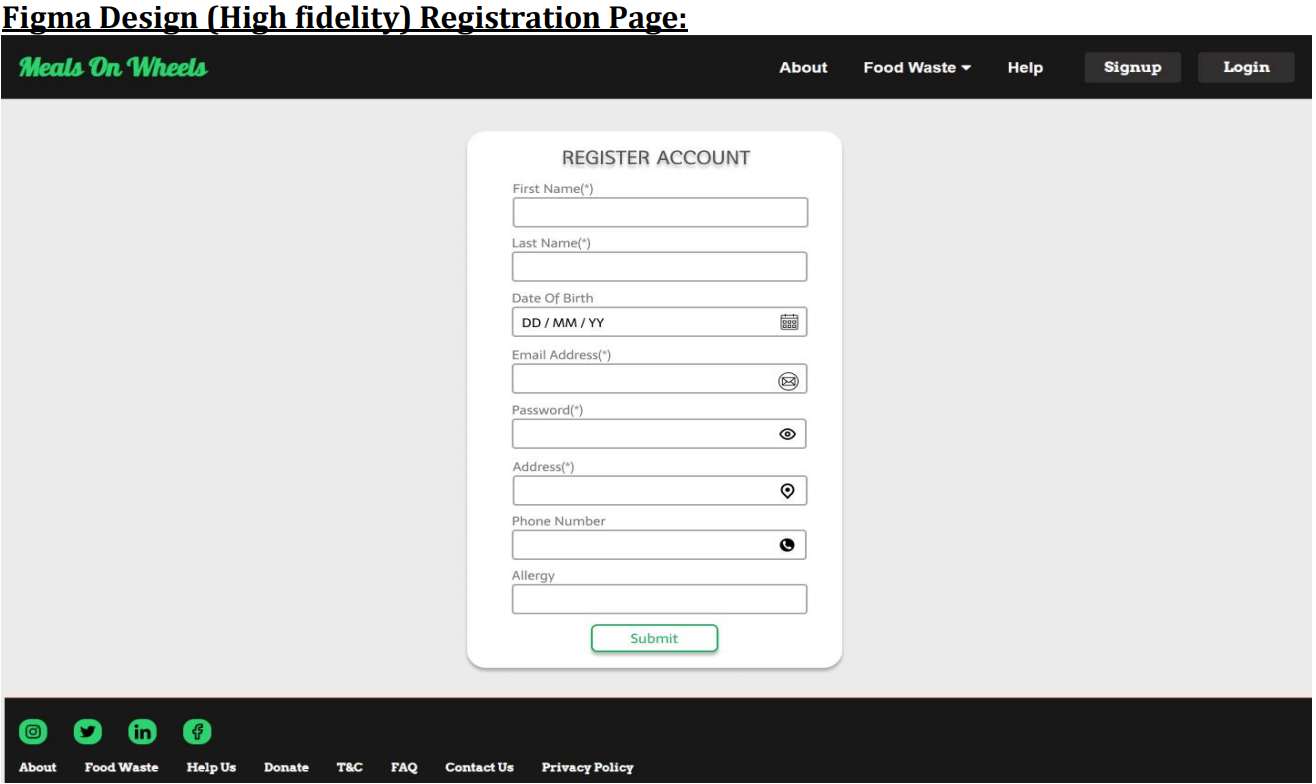 Figma Design (High fidelity) Registration Page:
Meals On Wheels About Food Waste Help Signup Login
REGISTER ACCOUNT
First Name(*)
Last Name(*)
Date Of Birth
DD / MM / YY
Email Address(*)
Password(*)
Address(*)
Phone Number
Allergy
Submit
About Food Waste Help Us Donate T&C FAQ Contact Us Privacy Policy